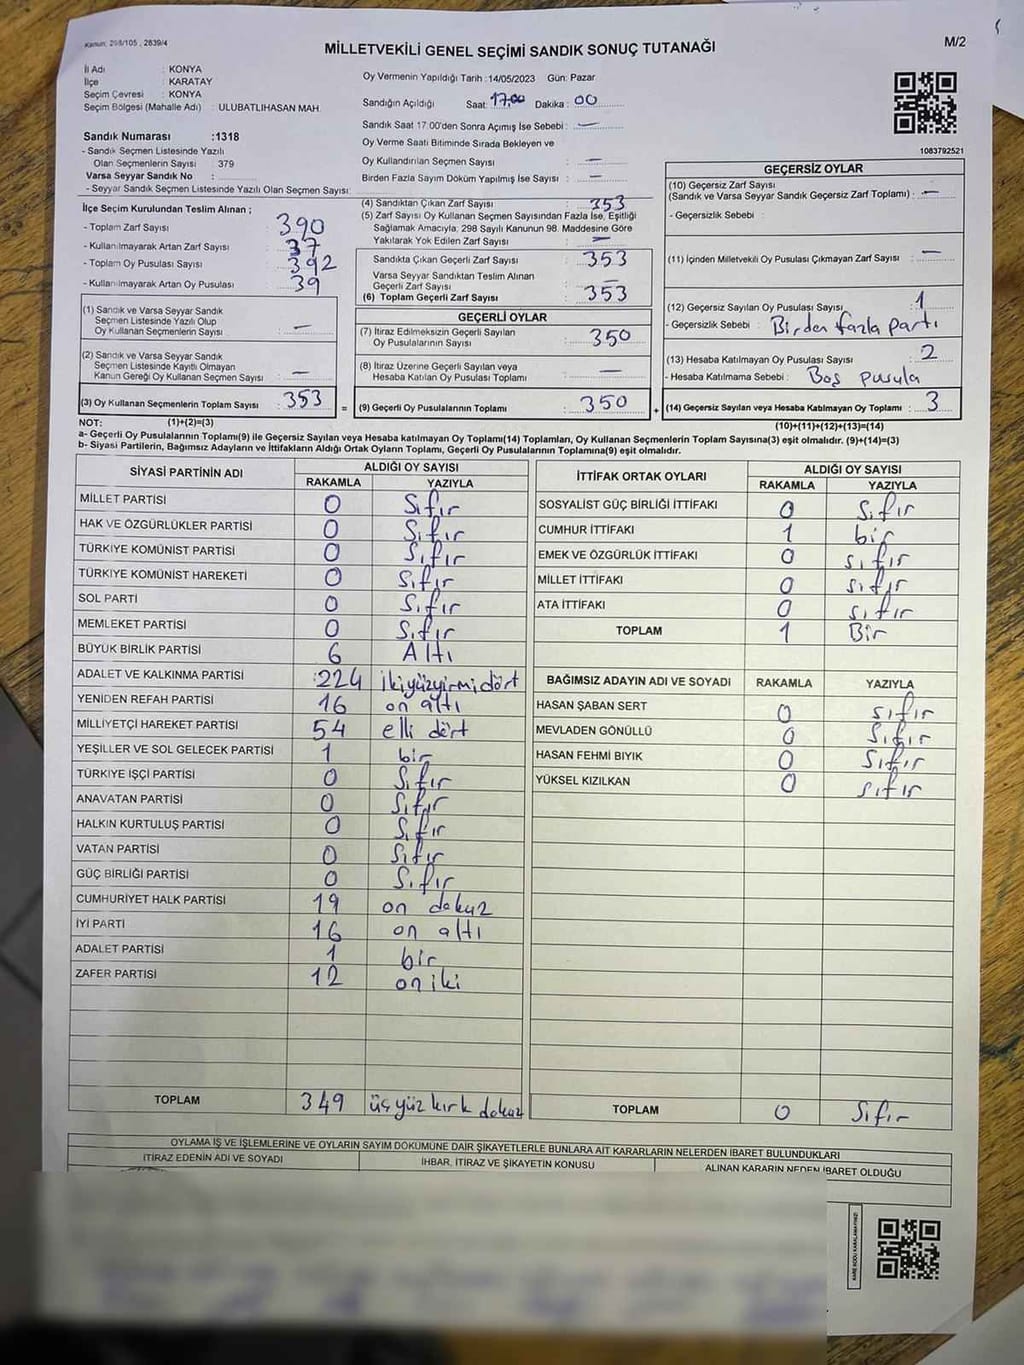 Kanun: 298/105 , 2839/4
MİLLETVEKİLİ GENEL SEÇİMİ SANDIK SONUÇ TUTANAĞI
M/2
İl Adı : KONYA
İlçe : KARATAY
Seçim Çevresi : KONYA
Seçim Bölgesi (Mahalle Adı) : ULUBATLIHASAN MAH.
Sandık Numarası :1318
- Sandık Seçmen Listesinde Yazılı
Olan Seçmenlerin Sayısı : 379
Varsa Seyyar Sandık No :
- Seyyar Sandık Seçmen Listesinde Yazılı Olan Seçmen Sayısı:
Oy Vermenin Yapıldığı Tarih :14/05/2023 Gün: Pazar
Sandığın Açıldığı Saat: 17.00 Dakika : 00
Sandık Saat 17.00'den Sonra Açımış İse Sebebi : —
Oy Verme Saati Bitiminde Sırada Bekleyen ve
Oy Kullandırılan Seçmen Sayısı : —
Birden Fazla Sayım Döküm Yapılmış İse Sayısı : —
1083792521
İlçe Seçim Kurulundan Teslim Alınan ;
- Toplam Zarf Sayısı : 390
- Kullanılmayarak Artan Zarf Sayısı : 37
- Toplam Oy Pusulası Sayısı : 392
- Kullanılmayarak Artan Oy Pusulası : 39
(1) Sandık ve Varsa Seyyar Sandık
Seçmen Listesinde Yazılı Olup
Oy Kullanan Seçmenlerin Sayısı : —
(2) Sandık ve Varsa Seyyar Sandık
Seçmen Listesinde Kayıtlı Olmayan
Kanun Gereği Oy Kullanan Seçmen Sayısı : —
(3) Oy Kullanan Seçmenlerin Toplam Sayısı : 353
(4) Sandıktan Çıkan Zarf Sayısı : 353
(5) Zarf Sayısı Oy Kullanan Seçmen Sayısından Fazla İse, Eşitliği
Sağlamak Amacıyla; 298 Sayılı Kanunun 98. Maddesine Göre
Yakılarak Yok Edilen Zarf Sayısı : —
Sandıkta Çıkan Geçerli Zarf Sayısı : 353
Varsa Seyyar Sandıktan Teslim Alınan
Geçerli Zarf Sayısı : —
(6) Toplam Geçerli Zarf Sayısı : 353
GEÇERLİ OYLAR
(7) İtiraz Edilmeksizin Geçerli Sayılan
Oy Pusulalarının Sayısı : 350
(8) İtiraz Üzerine Geçerli Sayılan veya
Hesaba Katılan Oy Pusulası Toplamı : —
= (9) Geçerli Oy Pusulalarının Toplamı : 350
GEÇERSİZ OYLAR
(10) Geçersiz Zarf Sayısı
(Sandık ve Varsa Seyyar Sandık Geçersiz Zarf Toplamı) : —
- Geçersizlik Sebebi :
(11) İçinden Milletvekili Oy Pusulası Çıkmayan Zarf Sayısı : —
(12) Geçersiz Sayılan Oy Pusulası Sayısı : 1
- Geçersizlik Sebebi : Birden fazla parti
(13) Hesaba Katılmayan Oy Pusulası Sayısı : 2
- Hesaba Katılmama Sebebi : Boş pusula
+ (14) Geçersiz Sayılan veya Hesaba Katılmayan Oy Toplamı : 3
NOT: (1)+(2)=(3)
(10)+(11)+(12)+(13)=(14)
a- Geçerli Oy Pusulalarının Toplamı(9) ile Geçersiz Sayılan veya Hesaba katılmayan Oy Toplamı(14) Toplamları, Oy Kullanan Seçmenlerin Toplam Sayısına(3) eşit olmalıdır. (9)+(14)=(3)
b- Siyasi Partilerin, Bağımsız Adayların ve İttifakların Aldığı Ortak Oyların Toplamı, Geçerli Oy Pusulalarının Toplamına(9) eşit olmalıdır.
SİYASİ PARTİNİN ADI ALDIĞI OY SAYISI
RAKAMLA YAZIYLA
MİLLET PARTİSİ 0 Sıfır
HAK VE ÖZGÜRLÜKLER PARTİSİ 0 Sıfır
TÜRKİYE KOMÜNİST PARTİSİ 0 Sıfır
TÜRKİYE KOMÜNİST HAREKETİ 0 Sıfır
SOL PARTİ 0 Sıfır
MEMLEKET PARTİSİ 0 Sıfır
BÜYÜK BİRLİK PARTİSİ 6 Altı
ADALET VE KALKINMA PARTİSİ 224 ikiyüzyirmidört
YENİDEN REFAH PARTİSİ 16 on altı
MİLLİYETÇİ HAREKET PARTİSİ 54 elli dört
YEŞİLLER VE SOL GELECEK PARTİSİ 1 bir
TÜRKİYE İŞÇİ PARTİSİ 0 Sıfır
ANAVATAN PARTİSİ 0 Sıfır
HALKIN KURTULUŞ PARTİSİ 0 Sıfır
VATAN PARTİSİ 0 Sıfır
GÜÇ BİRLİĞİ PARTİSİ 0 Sıfır
CUMHURİYET HALK PARTİSİ 19 on dokuz
İYİ PARTİ 16 on altı
ADALET PARTİSİ 1 bir
ZAFER PARTİSİ 12 on iki
TOPLAM 349 üçyüz kırk dokuz
İTTİFAK ORTAK OYLARI ALDIĞI OY SAYISI
RAKAMLA YAZIYLA
SOSYALİST GÜÇ BİRLİĞİ İTTİFAKI 0 Sıfır
CUMHUR İTTİFAKI 1 bir
EMEK VE ÖZGÜRLÜK İTTİFAKI 0 sıfır
MİLLET İTTİFAKI 0 sıfır
ATA İTTİFAKI 0 sıfır
TOPLAM 1 Bir
BAĞIMSIZ ADAYIN ADI VE SOYADI RAKAMLA YAZIYLA
HASAN ŞABAN SERT 0 sıfır
MEVLADEN GÖNÜLLÜ 0 Sıfır
HASAN FEHMİ BIYIK 0 Sıfır
YÜKSEL KIZILKAN 0 sıfır
TOPLAM 0 Sıfır
OYLAMA İŞ VE İŞLEMLERİNE VE OYLARIN SAYIM DÖKÜMÜNE DAİR ŞİKAYETLERLE BUNLARA AİT KARARLARIN NELERDEN İBARET BULUNDUKLARI
İTİRAZ EDENİN ADI VE SOYADI İHBAR, İTİRAZ VE ŞİKAYETİN KONUSU ALINAN KARARIN NEDEN İBARET OLDUĞU
KARE KODU KARALAMAYINIZ!